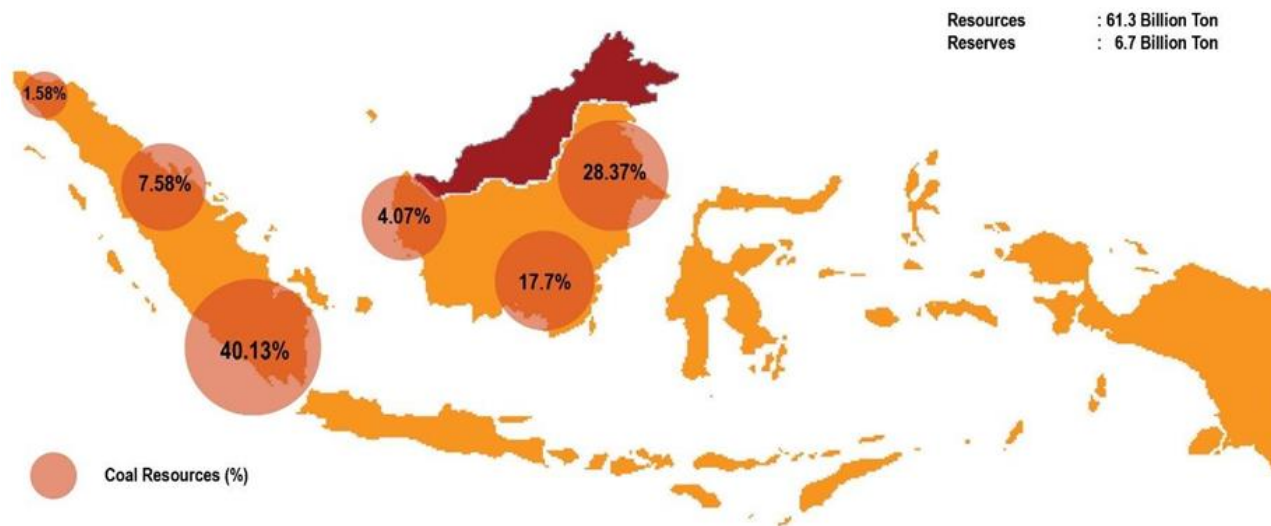 Resources : 61.3 Billion Ton
Reserves : 6.7 Billion Ton
1.58%
7.58%
28.37%
4.07%
17.7%
40.13%
Coal Resources (%)